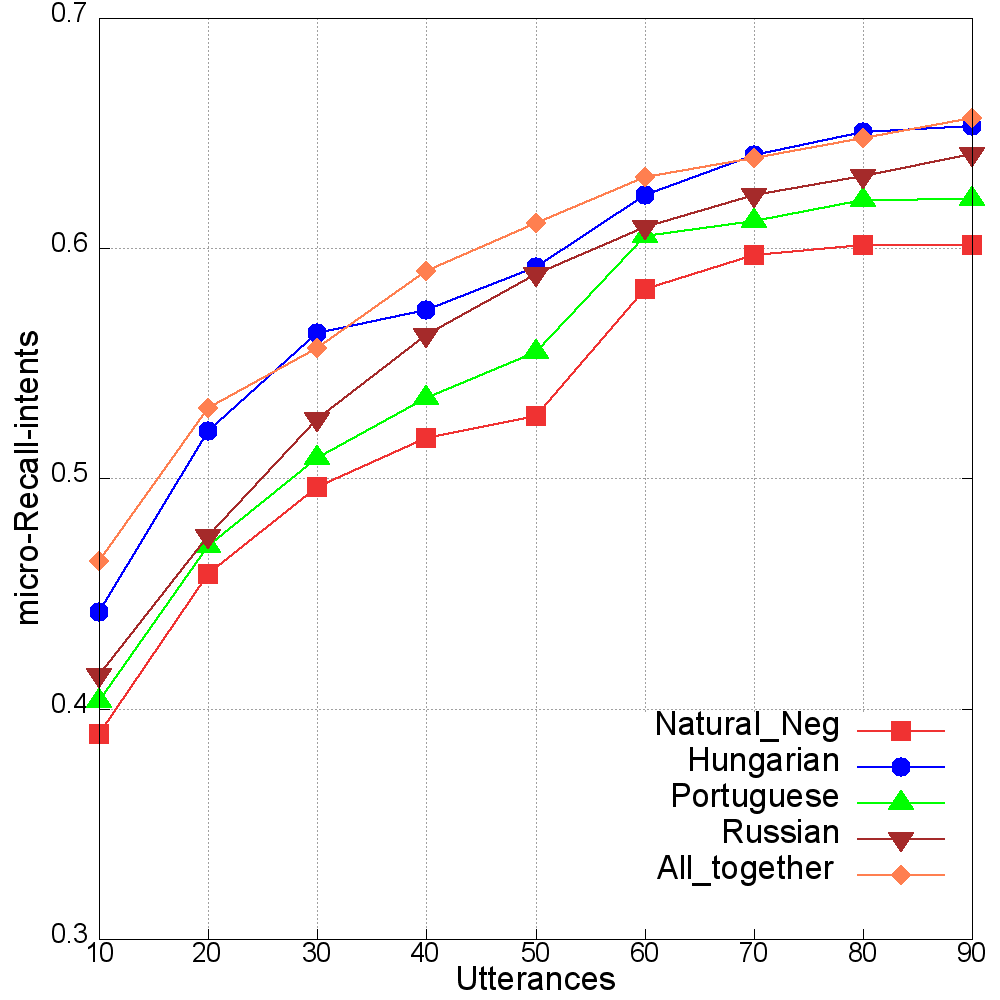 0.7
0.6
0.5
0.4
0.3
micro-Recall-intents
Natural_Neg
Hungarian
Portuguese
Russian
All_together
10 20 30 40 50 60 70 80 90
Utterances